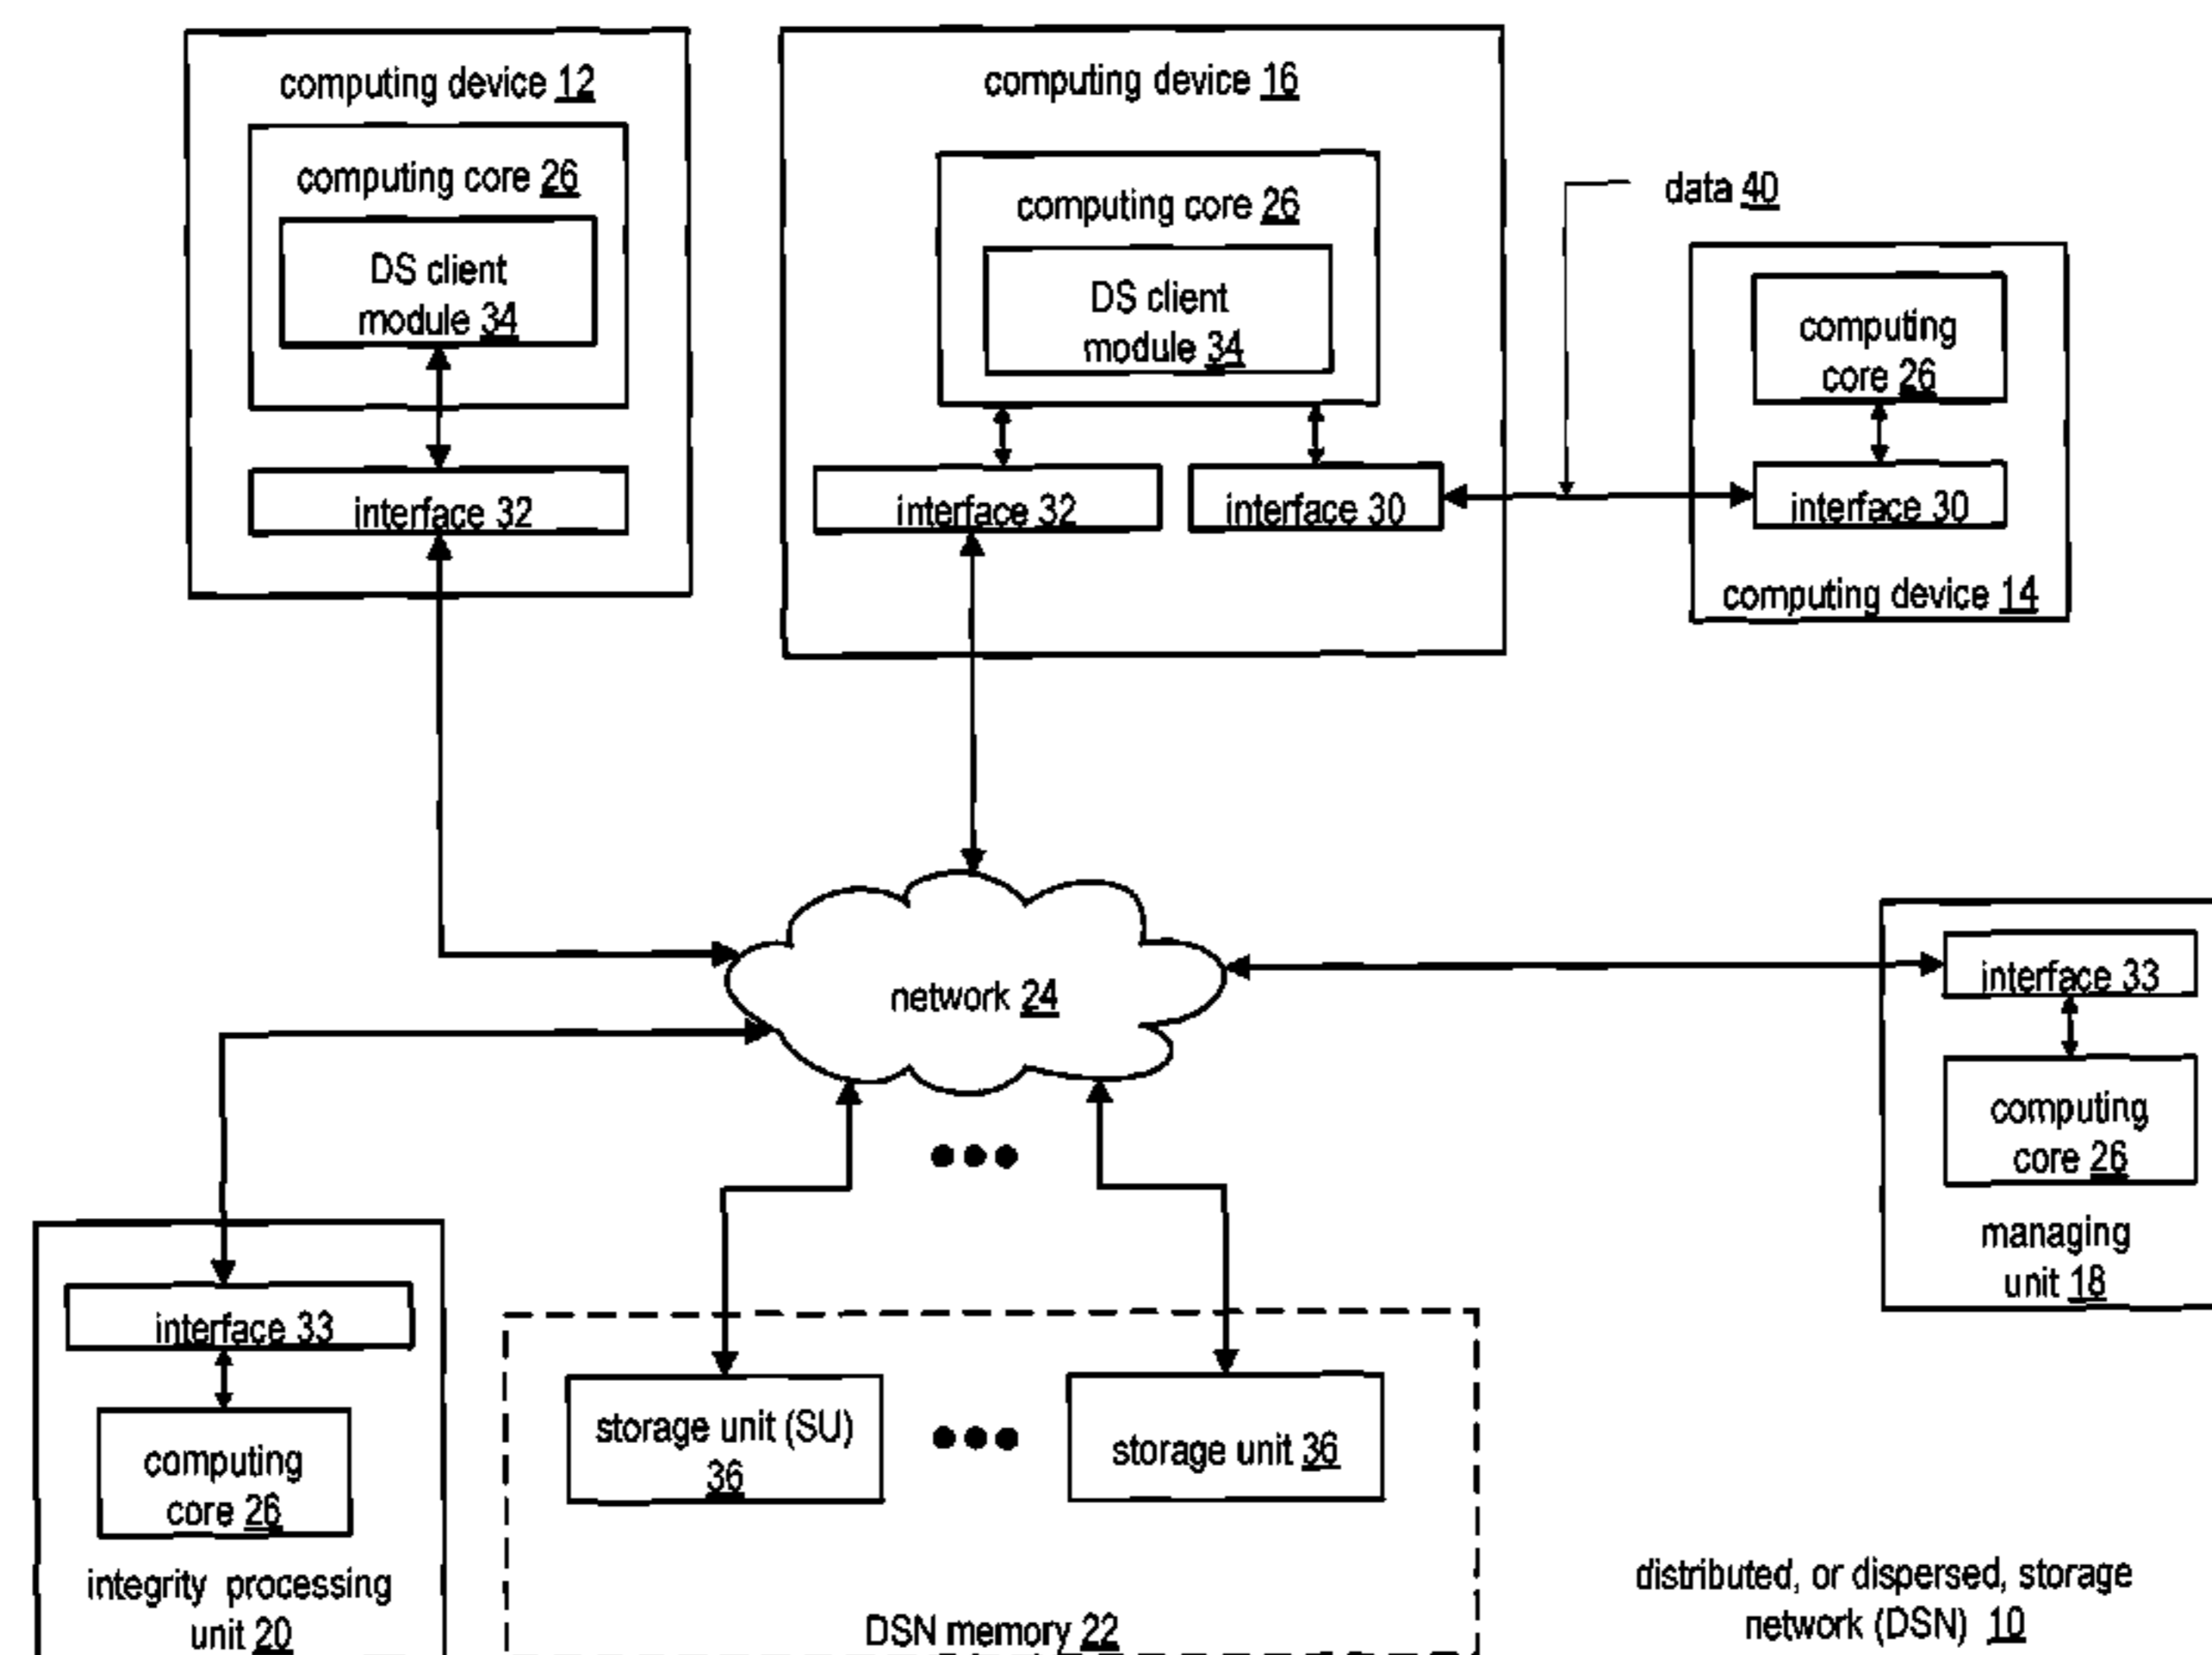 computing device 12
computing core 26
DS client
module 34
interface 32
computing device 16
computing core 26
DS client
module 34
interface 32
interface 30
data 40
computing
core 26
interface 30
computing device 14
network 24
interface 33
computing
core 26
managing
unit 18
interface 33
computing
core 26
integrity processing
unit 20
storage unit (SU)
36
storage unit 36
DSN memory 22
distributed, or dispersed, storage
network (DSN) 10